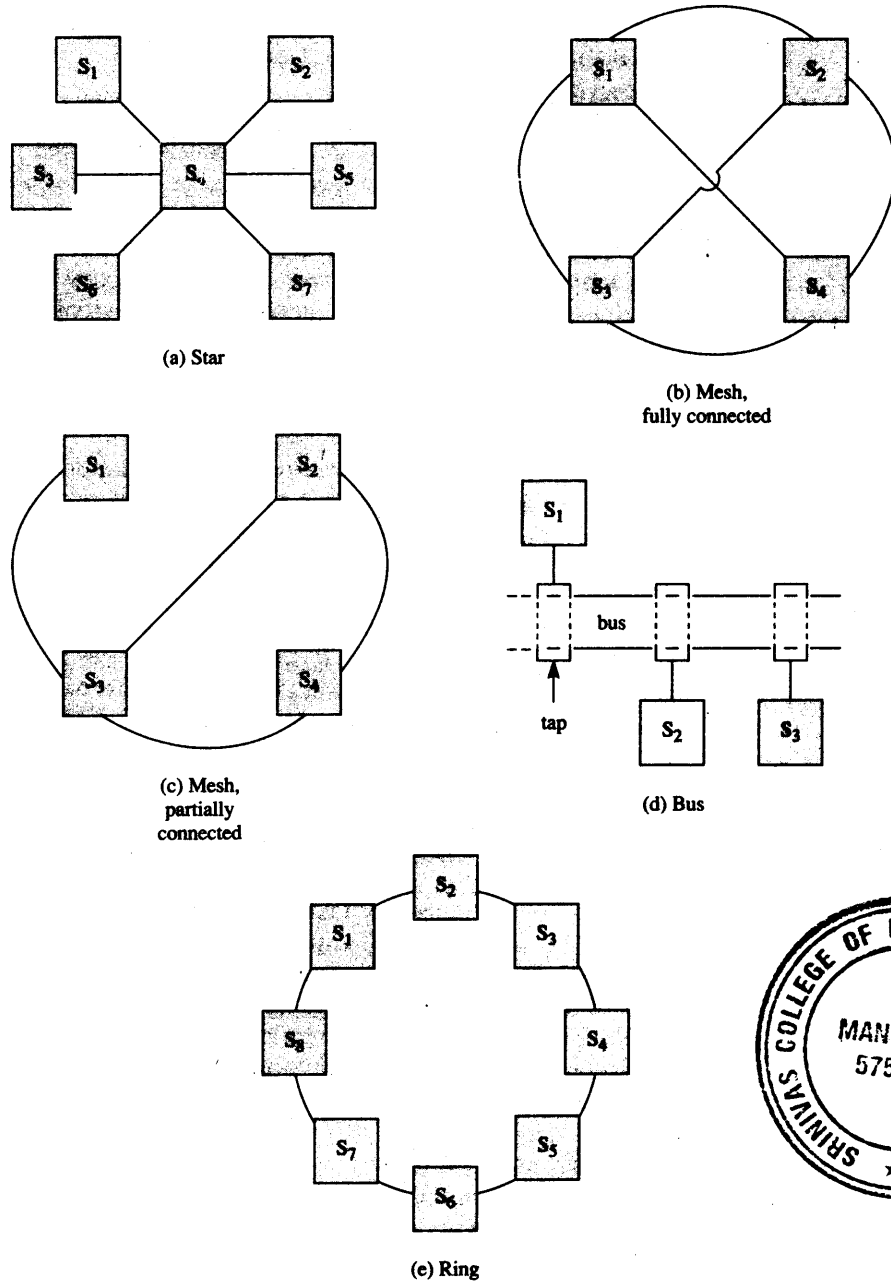 S1 S2
S3 S4 S5
S6 S7
(a) Star
S1 S2
S3 S4
(b) Mesh,
fully connected
S1 S2
S3 S4
(c) Mesh,
partially
connected
S1
bus
tap
S2 S3
(d) Bus
S2
S1 S3
S8 S4
S7 S5
S6
(e) Ring
SRINIVAS COLLEGE OF
MAN
575